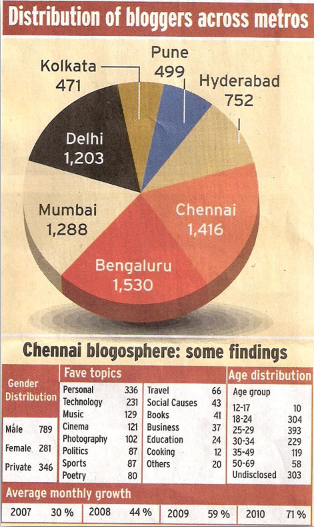 Distribution of bloggers across metros
Pune
499
Kolkata
471
Hyderabad
752
Delhi
1,203
Mumbai
1,288
Chennai
1,416
Bengaluru
1,530
Chennai blogosphere: some findings
Gender
Distribution
Male 789
Female 281
Private 346
Fave topics
Personal 336
Technology 231
Music 129
Cinema 121
Photography 102
Politics 87
Sports 87
Poetry 80
Travel 66
Social Causes 43
Books 41
Business 37
Education 24
Cooking 12
Others 20
Age distribution
Age group
12-17 10
18-24 304
25-29 393
30-34 229
35-49 119
50-69 58
Undisclosed 303
Average monthly growth
2007 30 % 2008 44 % 2009 59 % 2010 71 %